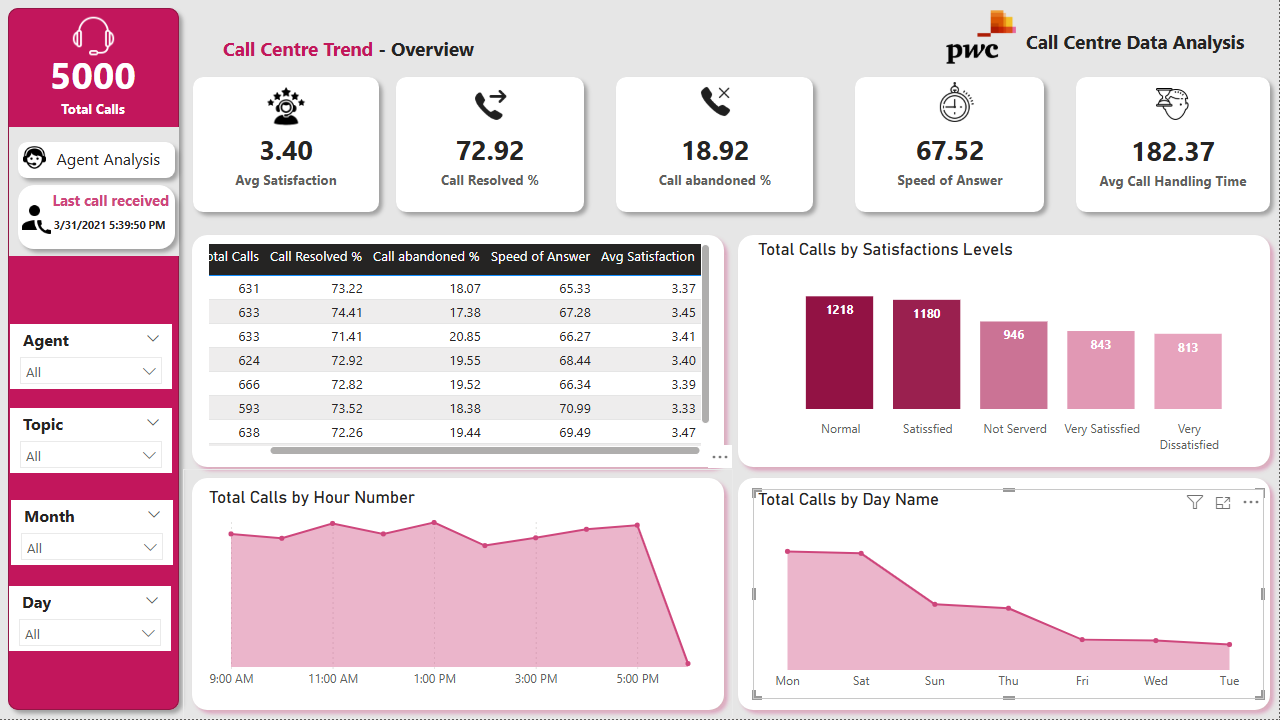 5000
Total Calls
Agent Analysis
Last call received
3/31/2021 5:39:50 PM
Agent
All
Topic
All
Month
All
Day
All
Call Centre Trend - Overview
pwc
Call Centre Data Analysis
3.40
Avg Satisfaction
72.92
Call Resolved %
18.92
Call abandoned %
67.52
Speed of Answer
182.37
Avg Call Handling Time
otal Calls Call Resolved % Call abandoned % Speed of Answer Avg Satisfaction
631 73.22 18.07 65.33 3.37
633 74.41 17.38 67.28 3.45
633 71.41 20.85 66.27 3.41
624 72.92 19.55 68.44 3.40
666 72.82 19.52 66.34 3.39
593 73.52 18.38 70.99 3.33
638 72.26 19.44 69.49 3.47
Total Calls by Satisfactions Levels
1218 1180 946 843 813
Normal Satissfied Not Serverd Very Satissfied Very
Dissatisfied
Total Calls by Hour Number
9:00 AM 11:00 AM 1:00 PM 3:00 PM 5:00 PM
Total Calls by Day Name
Mon Sat Sun Thu Fri Wed Tue